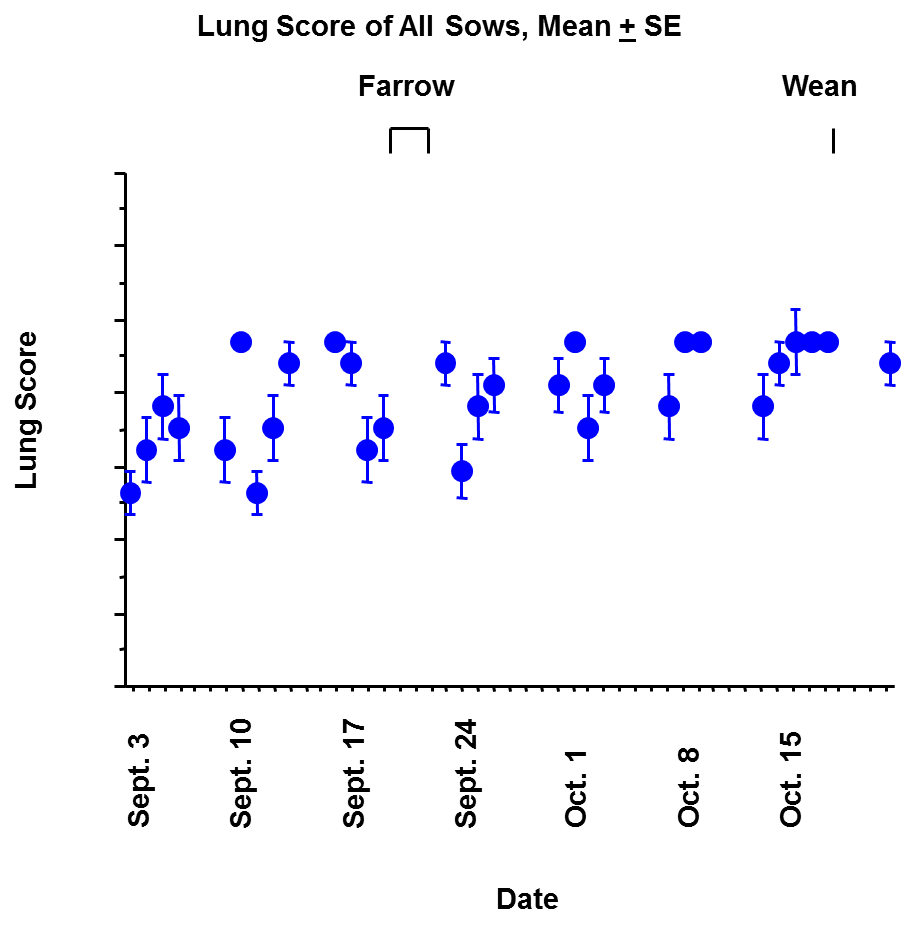 Lung Score of All Sows, Mean + SE
Farrow
Wean
Lung Score
Sept. 3
Sept. 10
Sept. 17
Sept. 24
Oct. 1
Oct. 8
Oct. 15
Date